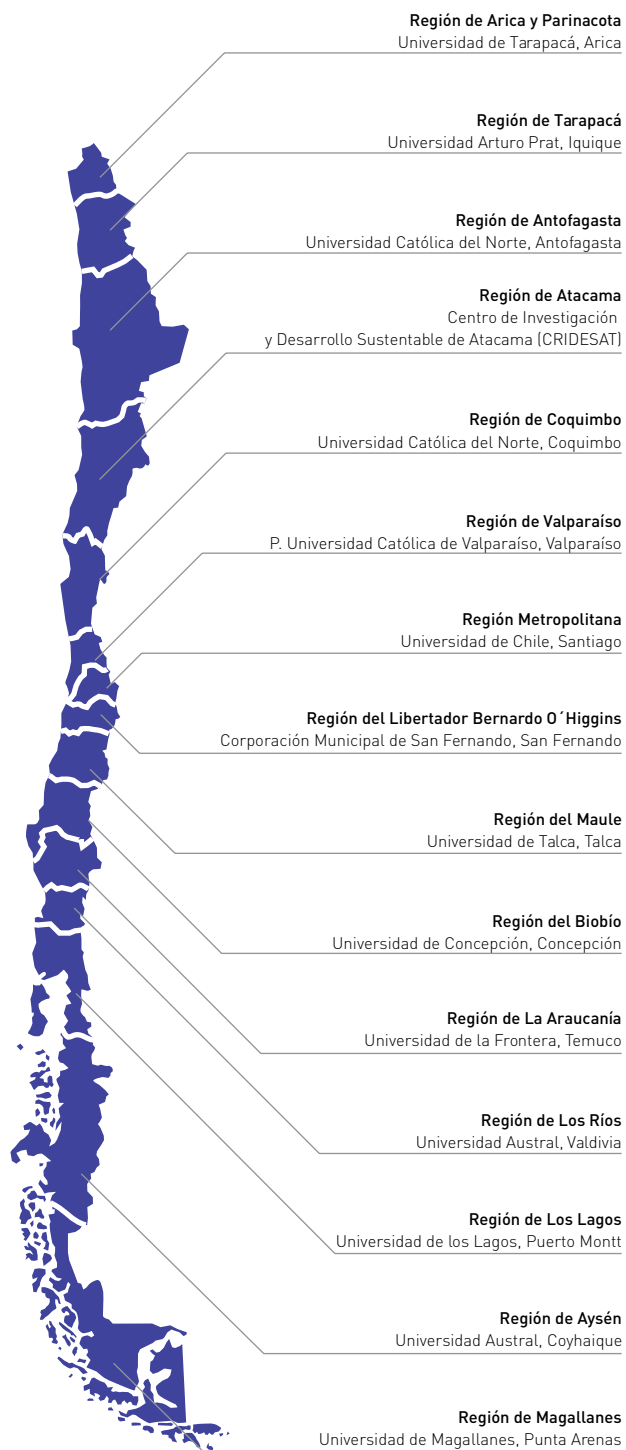 Región de Arica y Parinacota
Universidad de Tarapacá, Arica
Región de Tarapacá
Universidad Arturo Prat, Iquique
Región de Antofagasta
Universidad Católica del Norte, Antofagasta
Región de Atacama
Centro de Investigación
y Desarrollo Sustentable de Atacama (CRIDESAT)
Región de Coquimbo
Universidad Católica del Norte, Coquimbo
Región de Valparaíso
P. Universidad Católica de Valparaíso, Valparaíso
Región Metropolitana
Universidad de Chile, Santiago
Región del Libertador Bernardo O´Higgins
Corporación Municipal de San Fernando, San Fernando
Región del Maule
Universidad de Talca, Talca
Región del Biobío
Universidad de Concepción, Concepción
Región de La Araucanía
Universidad de la Frontera, Temuco
Región de Los Ríos
Universidad Austral, Valdivia
Región de Los Lagos
Universidad de los Lagos, Puerto Montt
Región de Aysén
Universidad Austral, Coyhaique
Región de Magallanes
Universidad de Magallanes, Punta Arenas